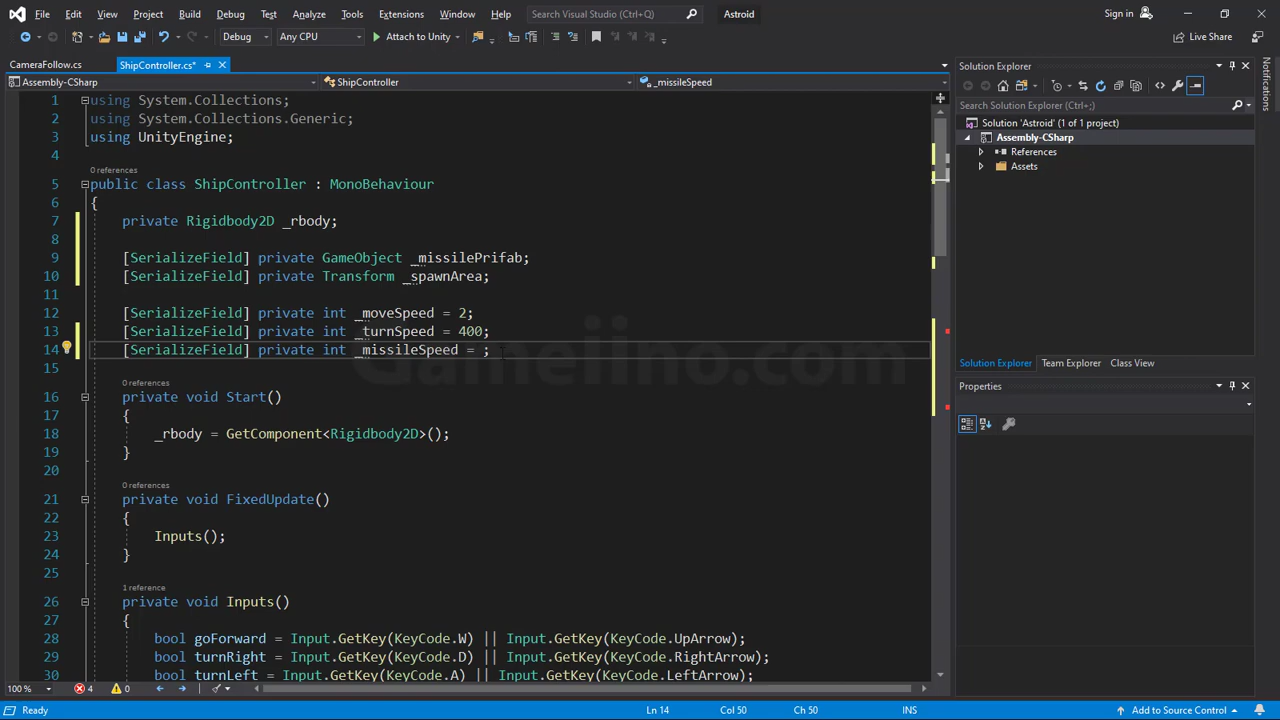 File Edit View Project Build Debug Test Analyze Tools Extensions Window Help Search Visual Studio (Ctrl+Q) Astroid Sign in
Debug Any CPU Attach to Unity Live Share
CameraFollow.cs ShipController.cs*
Assembly-CSharp ShipController _missileSpeed
1 using System.Collections;
2 using System.Collections.Generic;
3 using UnityEngine;
4
0 references
5 public class ShipController : MonoBehaviour
6 {
7 private Rigidbody2D _rbody;
8
9 [SerializeField] private GameObject _missilePrifab;
10 [SerializeField] private Transform _spawnArea;
11
12 [SerializeField] private int _moveSpeed = 2;
13 [SerializeField] private int _turnSpeed = 400;
14 [SerializeField] private int _missileSpeed = ;
15
0 references
16 private void Start()
17 {
18 _rbody = GetComponent<Rigidbody2D>();
19 }
20
0 references
21 private void FixedUpdate()
22 {
23 Inputs();
24 }
25
1 reference
26 private void Inputs()
27 {
28 bool goForward = Input.GetKey(KeyCode.W) || Input.GetKey(KeyCode.UpArrow);
29 bool turnRight = Input.GetKey(KeyCode.D) || Input.GetKey(KeyCode.RightArrow);
30 bool turnLeft = Input.GetKey(KeyCode.A) || Input.GetKey(KeyCode.LeftArrow);
Gameiino.com
100 % 4 0
Solution Explorer
Search Solution Explorer (Ctrl+;)
Solution 'Astroid' (1 of 1 project)
Assembly-CSharp
References
Assets
Solution Explorer Team Explorer Class View
Properties
Notifications
Ready Ln 14 Col 50 Ch 50 INS Add to Source Control